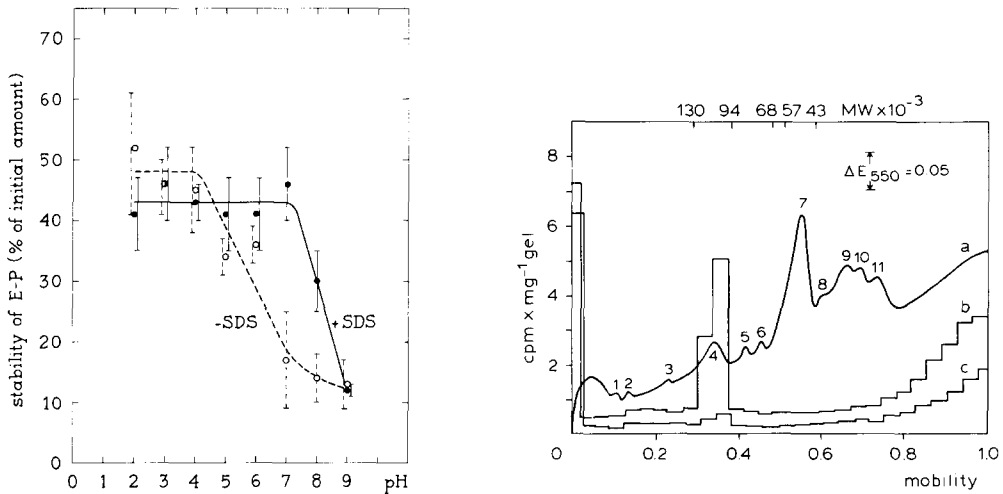 stability of E-P (% of initial amount)
70
60
50
40
30
20
10
0
-SDS
+ SDS
0 1 2 3 4 5 6 7 8 9 pH
130 94 68 57 43 MW x 10⁻³
cpm x mg⁻¹ gel
8
6
4
2
ΔE550 = 0.05
1
2
3
4
5
6
7
8
9
10
11
a
b
c
0 0.2 0.4 0.6 0.8 1.0
mobility